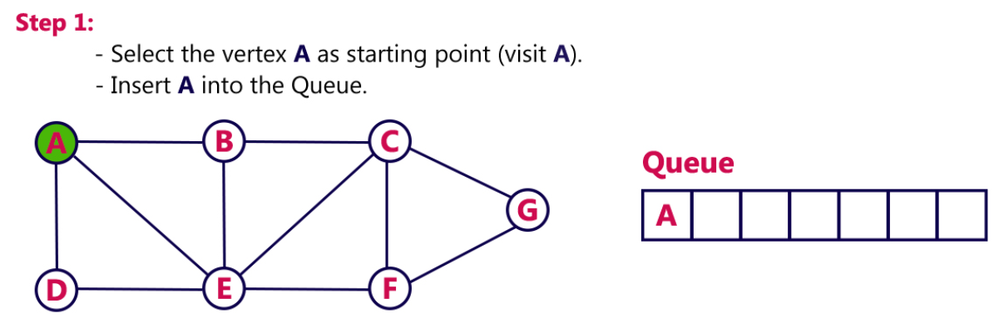 Step 1:
- Select the vertex A as starting point (visit A).
- Insert A into the Queue.
A B C
Queue
G
A
D E F